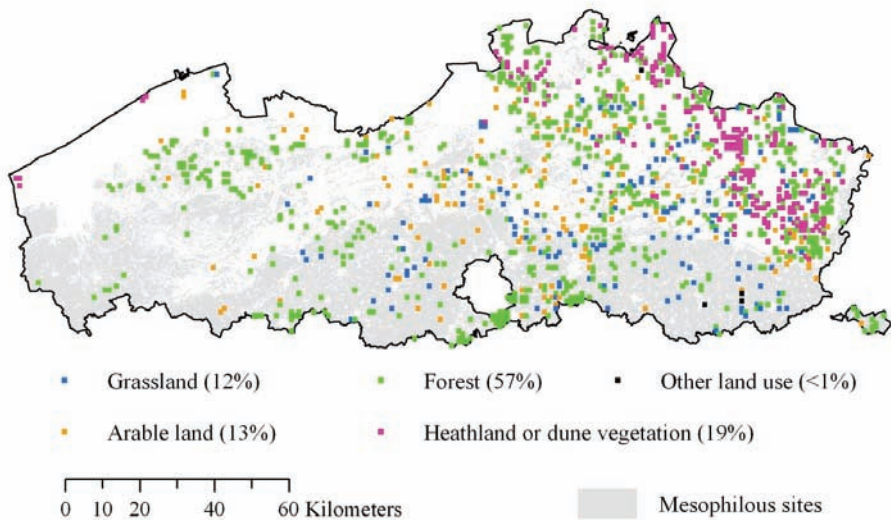 Grassland (12%) Forest (57%) Other land use (<1%)
Arable land (13%) Heathland or dune vegetation (19%)
0 10 20 40 60 Kilometers
Mesophilous sites